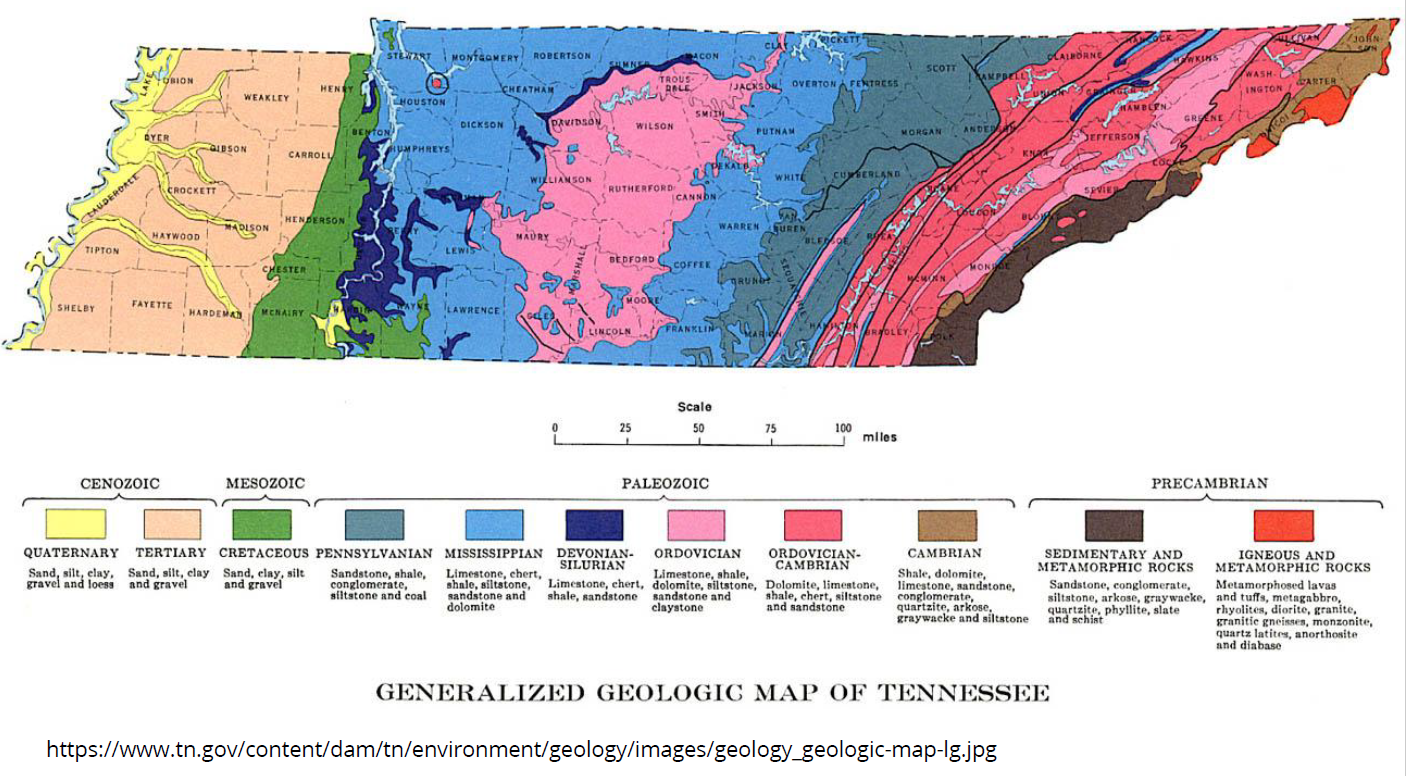 LAKE
OBION
WEAKLEY
HENRY
STEWART
MONTGOMERY
ROBERTSON
SUMNER
MACON
CLAY
PICKETT
SCOTT
CAMPBELL
CLAIBORNE
HANCOCK
HAWKINS
SULLIVAN
JOHN-
SON
CARTER
WASH-
INGTON
UNICOI
GREENE
HAMBLEN
GRAINGER
UNION
JEFFERSON
COCKE
SEVIER
KNOX
ANDERSON
MORGAN
FENTRESS
OVERTON
JACKSON
TROUS-
DALE
SMITH
WILSON
DAVIDSON
CHEATHAM
HOUSTON
DICKSON
HUMPHREYS
BENTON
CARROLL
GIBSON
DYER
CROCKETT
LAUDERDALE
HAYWOOD
MADISON
HENDERSON
TIPTON
CHESTER
SHELBY
FAYETTE
HARDEMAN
McNAIRY
HARDIN
WAYNE
LAWRENCE
LEWIS
PERRY
WILLIAMSON
RUTHERFORD
CANNON
DEKALB
PUTNAM
WHITE
CUMBERLAND
VAN
BUREN
WARREN
COFFEE
BEDFORD
MAURY
MARSHALL
GILES
LINCOLN
MOORE
FRANKLIN
GRUNDY
MARION
SEQUATCHIE
BLEDSOE
RHEA
ROANE
LOUDON
BLOUNT
MONROE
McMINN
MEIGS
HAMILTON
BRADLEY
POLK
Scale
0 25 50 75 100 miles
CENOZOIC MESOZOIC PALEOZOIC PRECAMBRIAN
QUATERNARY
Sand, silt, clay,
gravel and loess
TERTIARY
Sand, silt, clay
and gravel
CRETACEOUS
Sand, clay, silt
and gravel
PENNSYLVANIAN
Sandstone, shale,
conglomerate,
siltstone and coal
MISSISSIPPIAN
Limestone, chert,
shale, siltstone,
sandstone and
dolomite
DEVONIAN-
SILURIAN
Limestone, chert,
shale, sandstone
ORDOVICIAN
Limestone, shale,
dolomite, siltstone,
sandstone and
claystone
ORDOVICIAN-
CAMBRIAN
Dolomite, limestone,
shale, chert, siltstone
and sandstone
CAMBRIAN
Shale, dolomite,
limestone, sandstone,
conglomerate,
quartzite, arkose,
graywacke and siltstone
SEDIMENTARY AND
METAMORPHIC ROCKS
Sandstone, conglomerate,
siltstone, arkose, graywacke,
quartzite, phyllite, slate
and schist
IGNEOUS AND
METAMORPHIC ROCKS
Metamorphosed lavas
and tuffs, metagabbro,
rhyolites, diorite, granite,
granitic gneisses, monzonite,
quartz latites, anorthosite
and diabase
GENERALIZED GEOLOGIC MAP OF TENNESSEE
https://www.tn.gov/content/dam/tn/environment/geology/images/geology_geologic-map-lg.jpg